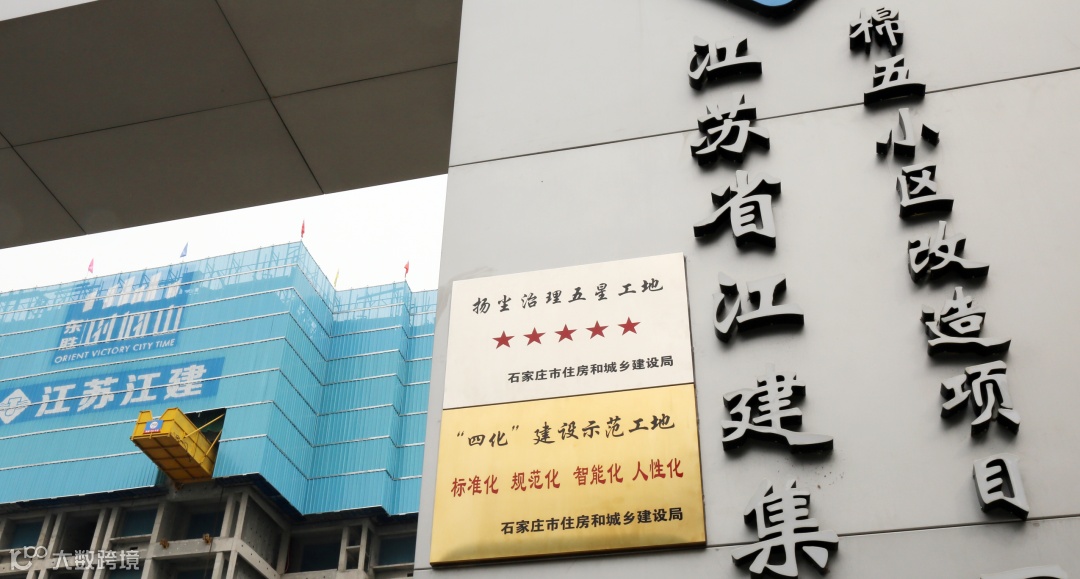 棉五小区改造项目
江苏省江建集
扬尘治理五星工地
★★★★★
石家庄市住房和城乡建设局
“四化”建设示范工地
标准化 规范化 智能化 人性化
石家庄市住房和城乡建设局
东胜
ORIENT VICTORY CITY TIME
江苏江建
大数跨境